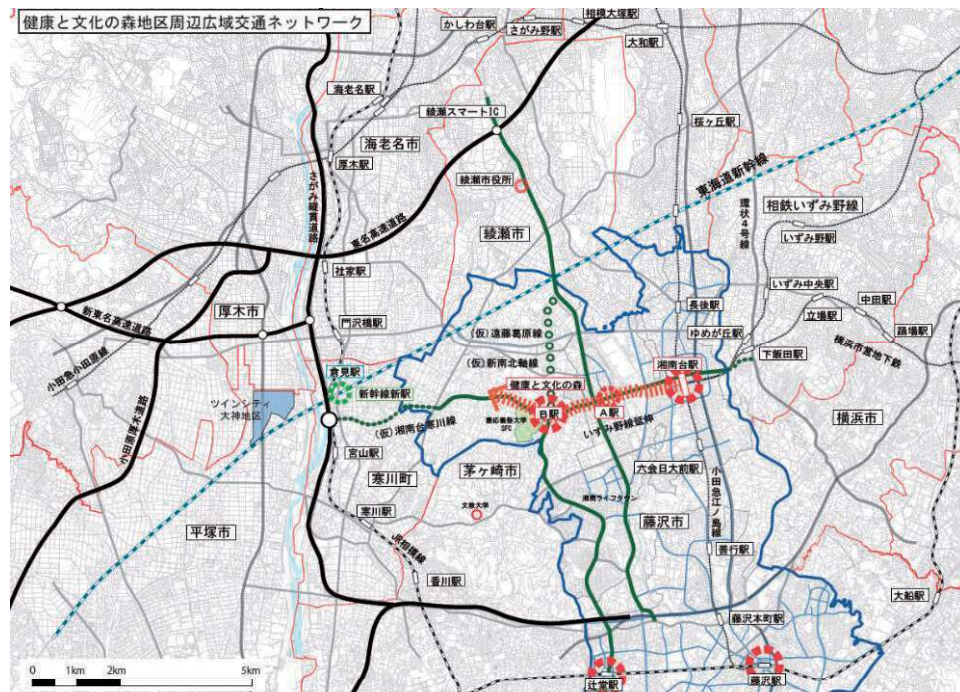 健康と文化の森地区周辺広域交通ネットワーク
相模大塚駅
かしわ台駅
さがみ野駅
大和駅
海老名駅
綾瀬スマートIC
桜ヶ丘駅
海老名市
厚木駅
綾瀬市役所
東海道新幹線
さがみ縦貫道路
環状4号線
相鉄いずみ野線
綾瀬市
東名高速道路
いずみ野駅
社家駅
いずみ中央駅
中田駅
長後駅
立場駅
新東名高速道路
厚木市
門沢橋駅
(仮)遠藤葛原線
ゆめが丘駅
踊場駅
下飯田駅
横浜市営地下鉄
小田急小田原線
(仮)新南北軸線
湘南台駅
倉見駅
新幹線新駅
健康と文化の森
ツインシティ
大神地区
B駅
A駅
横浜市
慶応義塾大学
SFC
いずみ野線延伸
(仮)湘南台寒川線
小田原厚木道路
宮山駅
寒川町
茅ヶ崎市
六会日大前駅
小田急江ノ島線
湘南ライフタウン
文教大学
寒川駅
藤沢市
平塚市
JR相模線
善行駅
香川駅
大船駅
藤沢本町駅
辻堂駅
藤沢駅
0 1km 2km 5km